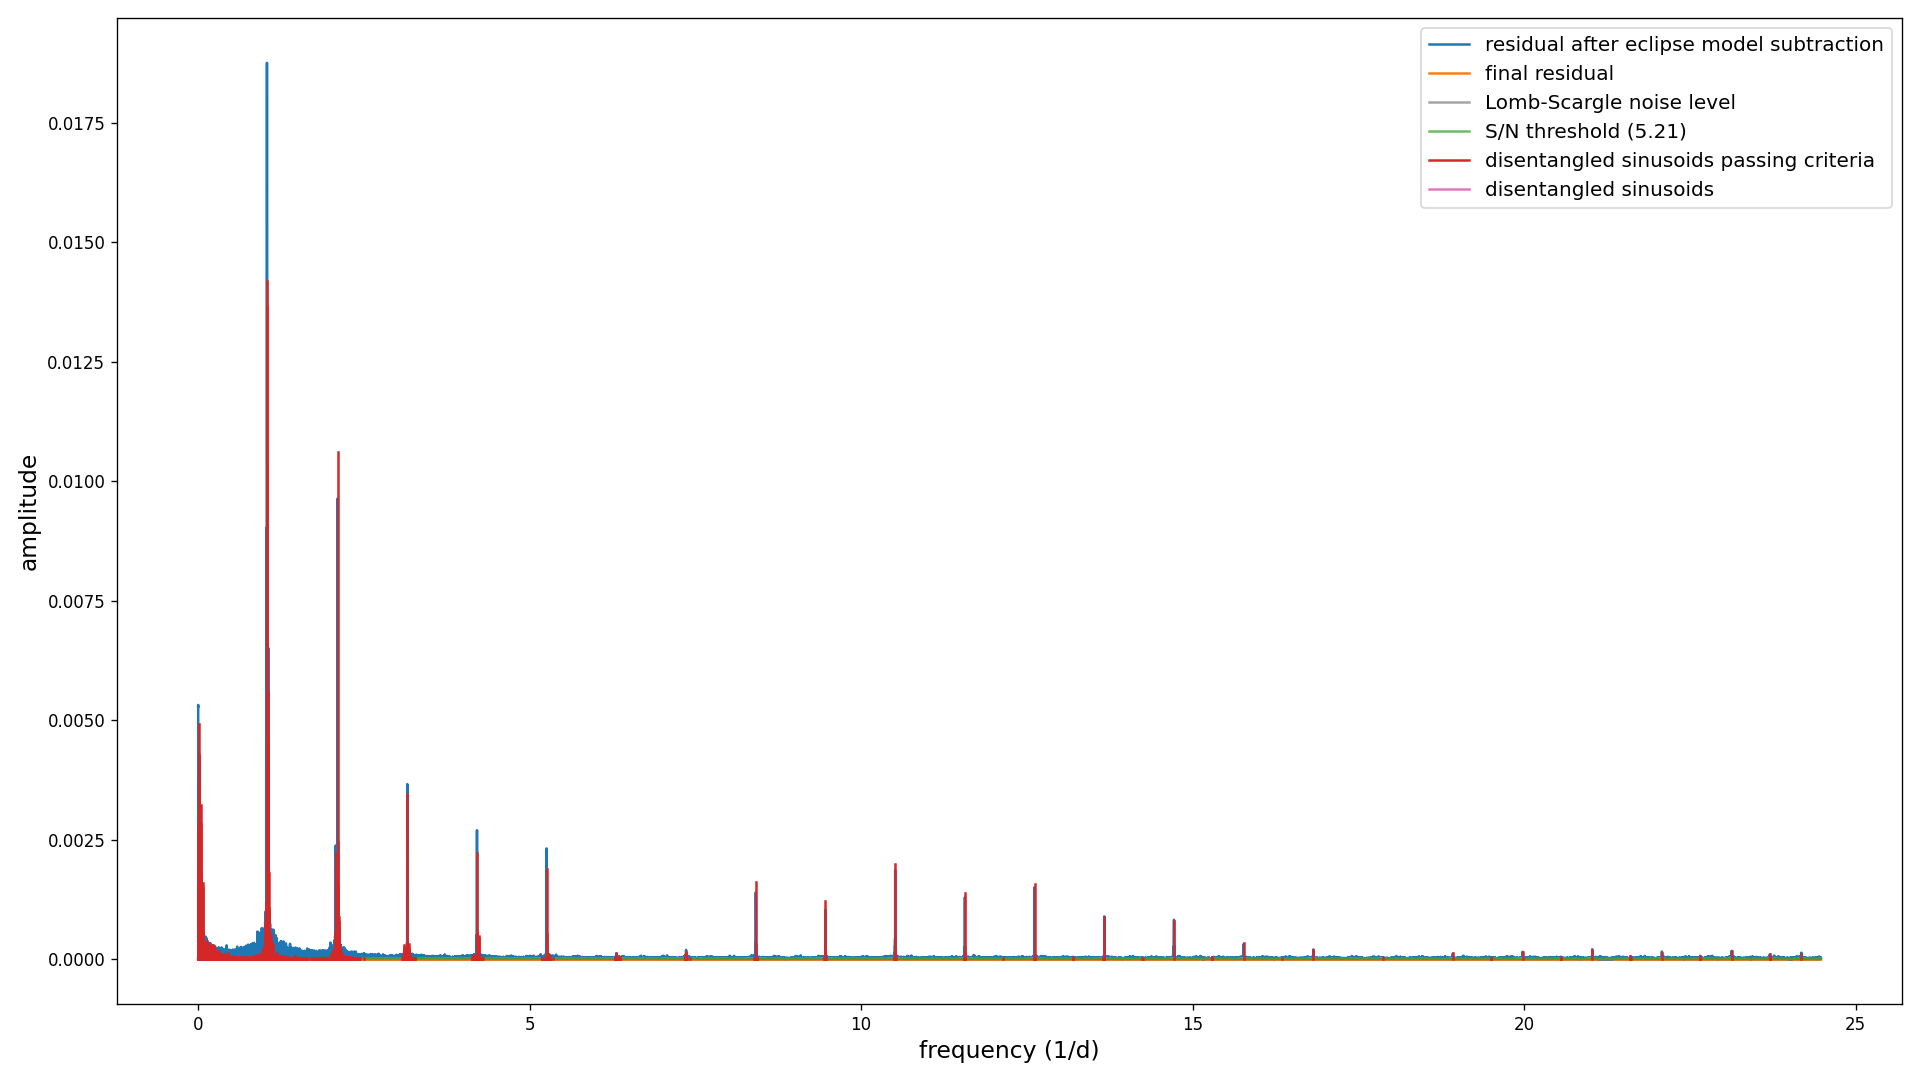 residual after eclipse model subtraction
final residual
Lomb-Scargle noise level
S/N threshold (5.21)
disentangled sinusoids passing criteria
disentangled sinusoids
amplitude
0.0175
0.0150
0.0125
0.0100
0.0075
0.0050
0.0025
0.0000
0 5 10 15 20 25
frequency (1/d)